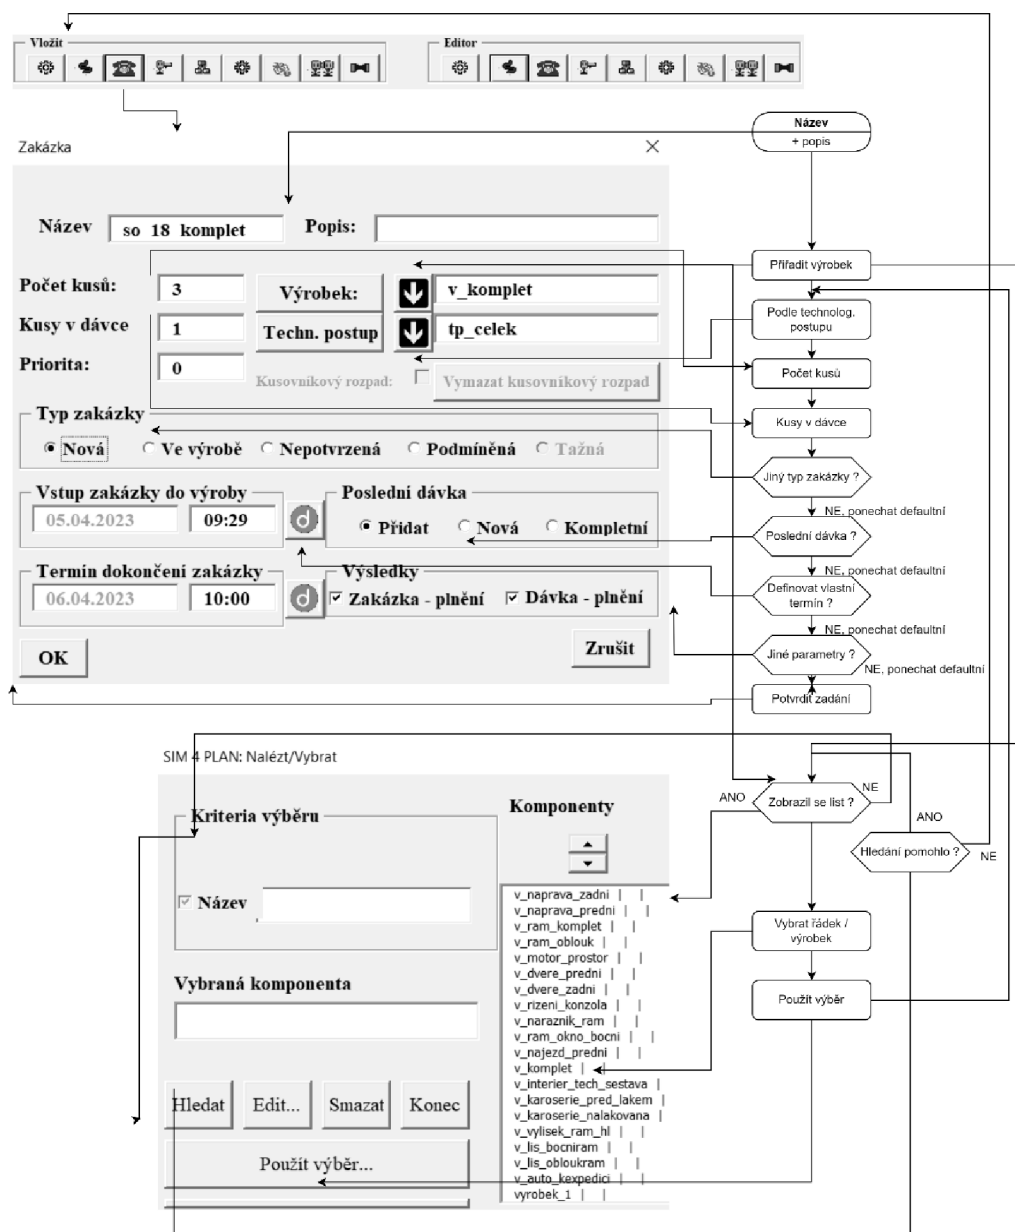 Vložit
Editor
Název
+ popis
Zakázka
Název
so_18_komplet
Popis:
Přiřadit výrobek
Počet kusů:
3
Výrobek:
v_komplet
Podle technolog.
postupu
Kusy v dávce
1
Techn. postup
tp_celek
Priorita:
0
Kusovníkový rozpad:
Vymazat kusovníkový rozpad
Počet kusů
Kusy v dávce
Typ zakázky
Nová
Ve výrobě
Nepotvrzená
Podmíněná
Tažná
Jiný typ zakázky ?
NE, ponechat defaultní
Vstup zakázky do výroby
05.04.2023
09:29
d
Poslední dávka
Přidat
Nová
Kompletní
Poslední dávka ?
NE, ponechat defaultní
Termín dokončení zakázky
06.04.2023
10:00
d
Výsledky
Zakázka - plnění
Dávka - plnění
Definovat vlastní
termín ?
NE, ponechat defaultní
OK
Zrušit
Jiné parametry ?
NE, ponechat defaultní
Potvrdit zadání
SIM 4 PLAN: Nalézt/Vybrat
Kriteria výběru
Název
Komponenty
ANO
Zobrazil se list ?
NE
ANO
Hledání pomohlo ?
NE
v_naprava_zadni | |
v_naprava_predni | |
v_ram_komplet | |
v_ram_oblouk | |
v_motor_prostor | |
v_dvere_predni | |
v_dvere_zadni | |
v_rizeni_konzola | |
v_naraznik_ram | |
v_ram_okno_bocni | |
v_najezd_predni | |
v_komplet | |
v_interier_tech_sestava |
v_karoserie_pred_lakem |
v_karoserie_nalakovana |
v_vylisek_ram_hl | |
v_lis_bocniram | |
v_lis_obloukram | |
v_auto_kexpedici | |
vyrobek_1 | |
Vybrat řádek /
výrobek
Použít výběr
Vybraná komponenta
Hledat
Edit...
Smazat
Konec
Použít výběr...